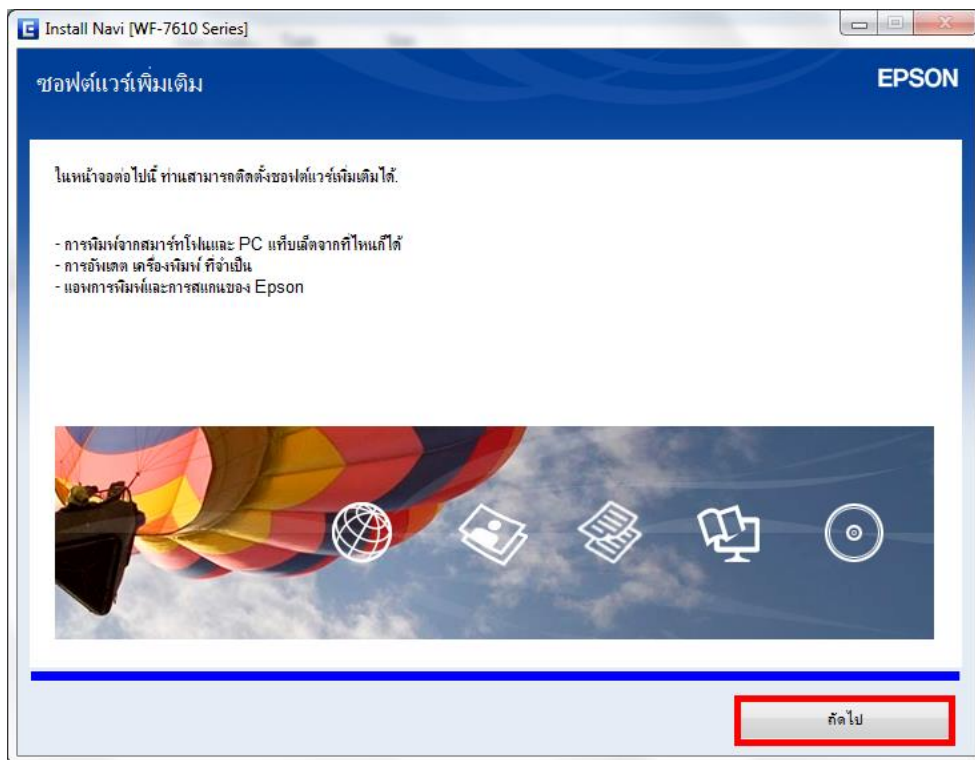 Install Navi [WF-7610 Series]
ซอฟต์แวร์เพิ่มเติม
EPSON
ในหน้าจอต่อไปนี้ ท่านสามารถติดตั้งซอฟต์แวร์เพิ่มเติมได้.
- การพิมพ์จากสมาร์ทโฟนและ PC แท็บเล็ตจากที่ไหนก็ได้
- การอัพเดต เครื่องพิมพ์ ที่จำเป็น
- แอพการพิมพ์และการสแกนของ Epson
ถัดไป